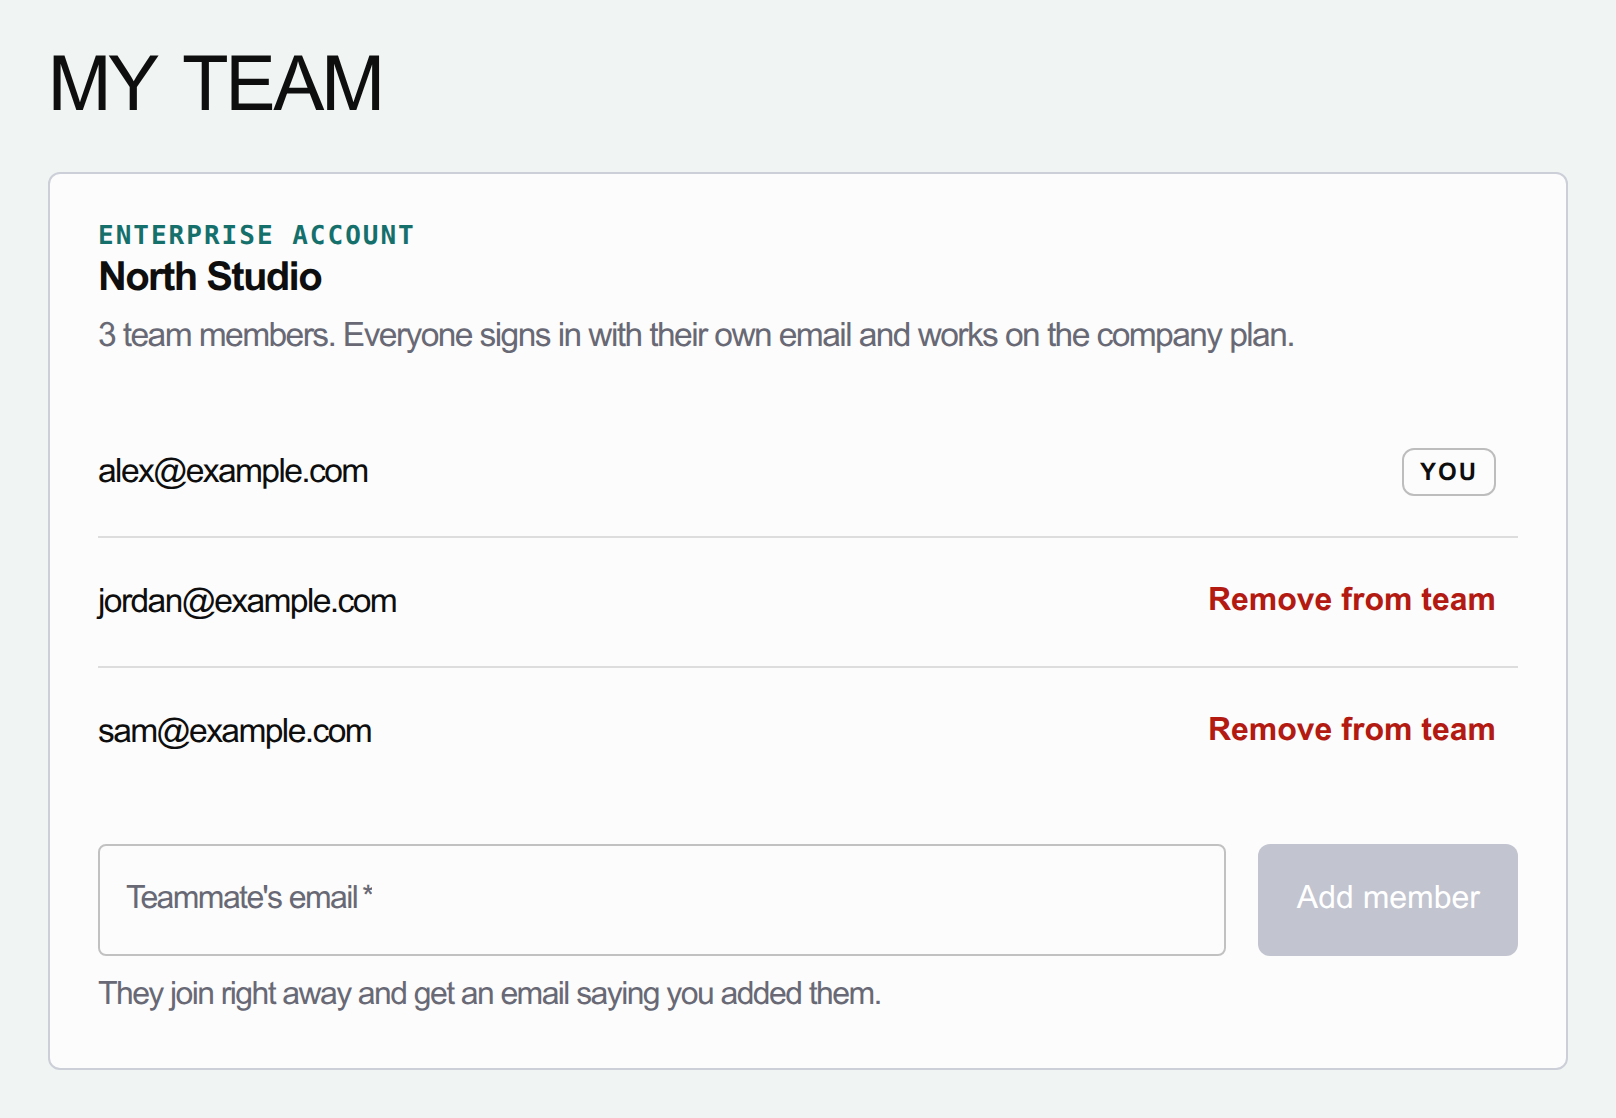 MY TEAM
ENTERPRISE ACCOUNT
North Studio
3 team members. Everyone signs in with their own email and works on the company plan.
alex@example.com
YOU
jordan@example.com
Remove from team
sam@example.com
Remove from team
Teammate's email *
Add member
They join right away and get an email saying you added them.